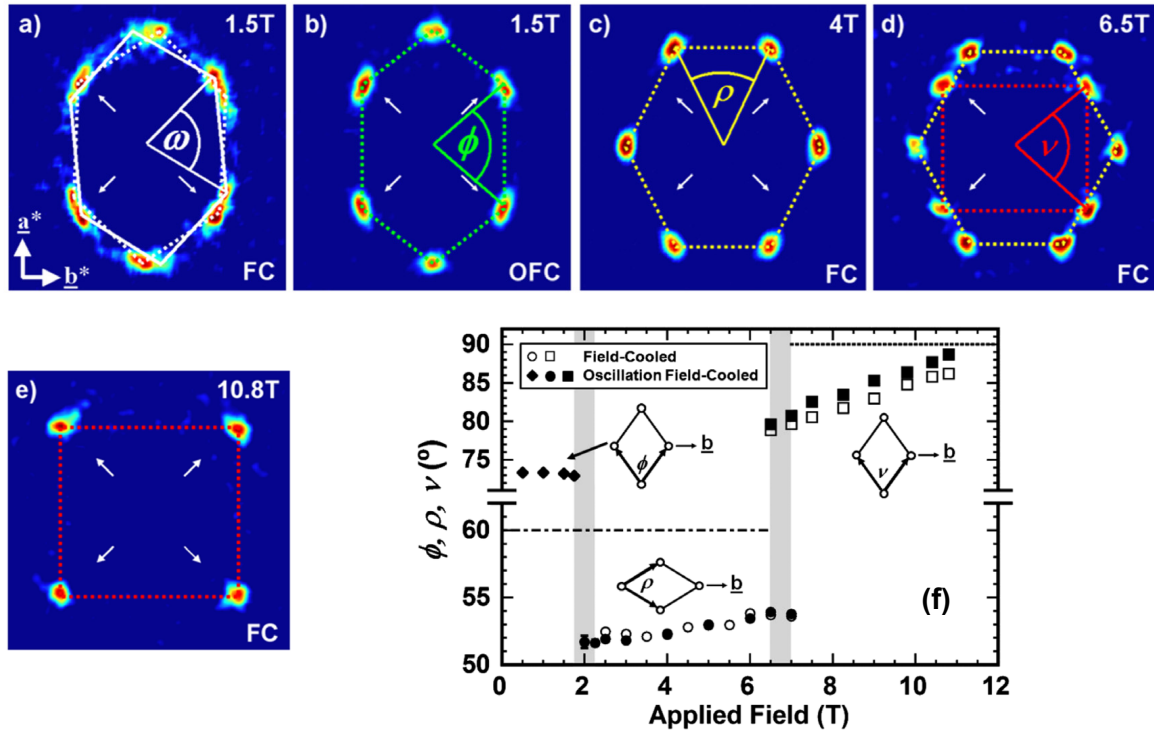 a) 1.5T
ω
a*
b*
FC
b) 1.5T
ϕ
OFC
c) 4T
ρ
FC
d) 6.5T
ν
FC
e) 10.8T
FC
90
85
80
75
73
60
55
50
ϕ, ρ, ν (º)
Field-Cooled
Oscillation Field-Cooled
ϕ b
ν b
ρ b
(f)
0 2 4 6 8 10 12
Applied Field (T)